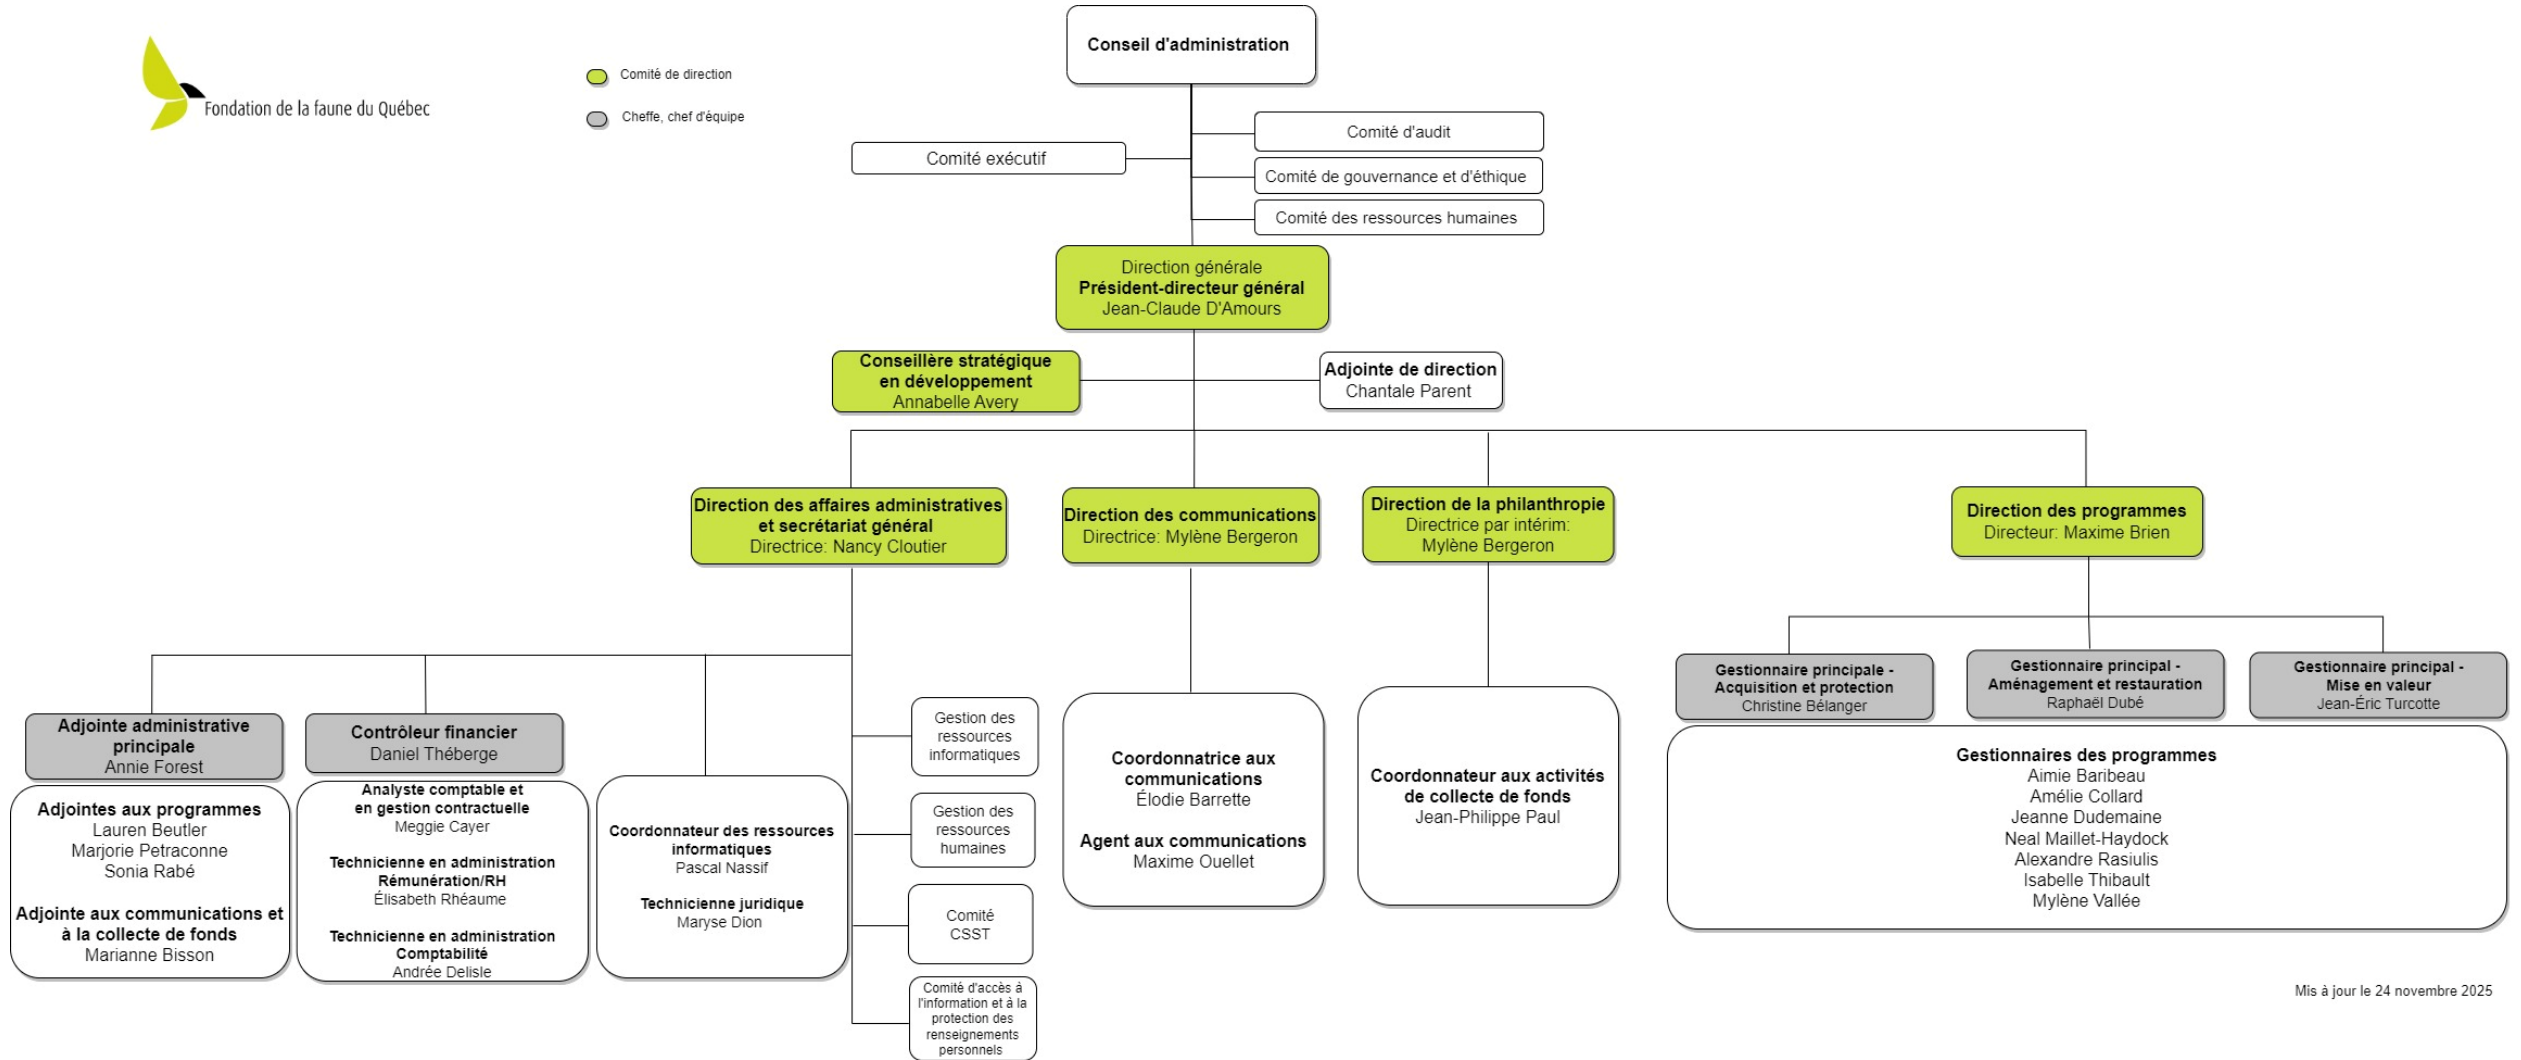 Fondation de la faune du Québec
Comité de direction
Cheffe, chef d'équipe
Conseil d'administration
Comité exécutif
Comité d'audit
Comité de gouvernance et d'éthique
Comité des ressources humaines
Direction générale
Président-directeur général
Jean-Claude D'Amours
Conseillère stratégique
en développement
Annabelle Avery
Adjointe de direction
Chantale Parent
Direction des affaires administratives
et secrétariat général
Directrice: Nancy Cloutier
Direction des communications
Directrice: Mylène Bergeron
Direction de la philanthropie
Directrice par intérim:
Mylène Bergeron
Direction des programmes
Directeur: Maxime Brien
Adjointe administrative
principale
Annie Forest
Adjointes aux programmes
Lauren Beutler
Marjorie Petraconne
Sonia Rabé
Adjointe aux communications et
à la collecte de fonds
Marianne Bisson
Contrôleur financier
Daniel Théberge
Analyste comptable et
en gestion contractuelle
Meggie Cayer
Technicienne en administration
Rémunération/RH
Élisabeth Rhéaume
Technicienne en administration
Comptabilité
Andrée Delisle
Coordonnateur des ressources
informatiques
Pascal Nassif
Technicienne juridique
Maryse Dion
Gestion des
ressources
informatiques
Gestion des
ressources
humaines
Comité
CSST
Comité d'accès à
l'information et à la
protection des
renseignements
personnels
Coordonnatrice aux
communications
Élodie Barrette
Agent aux communications
Maxime Ouellet
Coordonnateur aux activités
de collecte de fonds
Jean-Philippe Paul
Gestionnaire principale -
Acquisition et protection
Christine Bélanger
Gestionnaire principal -
Aménagement et restauration
Raphaël Dubé
Gestionnaire principal -
Mise en valeur
Jean-Éric Turcotte
Gestionnaires des programmes
Aimie Baribeau
Amélie Collard
Jeanne Dudemaine
Neal Maillet-Haydock
Alexandre Rasiulis
Isabelle Thibault
Mylène Vallée
Mis à jour le 24 novembre 2025